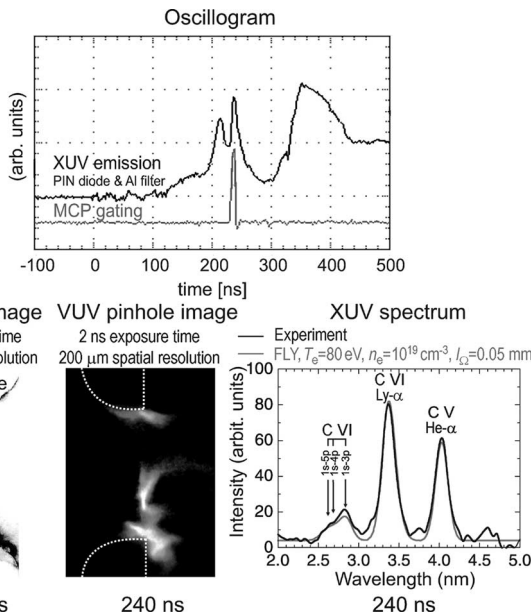 Oscillogram
(arb. units)
XUV emission
PIN diode & Al filter
MCP gating
-100 0 100 200 300 400 500
time [ns]
mage
VUV pinhole image
XUV spectrum
ime
2 ns exposure time
Experiment
olution
200 µm spatial resolution
FLY, Te=80 eV, ne=10¹⁹ cm⁻³, lΩ=0.05 mm
e
Intensity (arbit. units)
100
80
60
40
20
0
C VI
Ly-α
C V
He-α
C VI
1s-5p
1s-4p
1s-3p
2.0 2.5 3.0 3.5 4.0 4.5 5.0
Wavelength (nm)
s
240 ns
240 ns